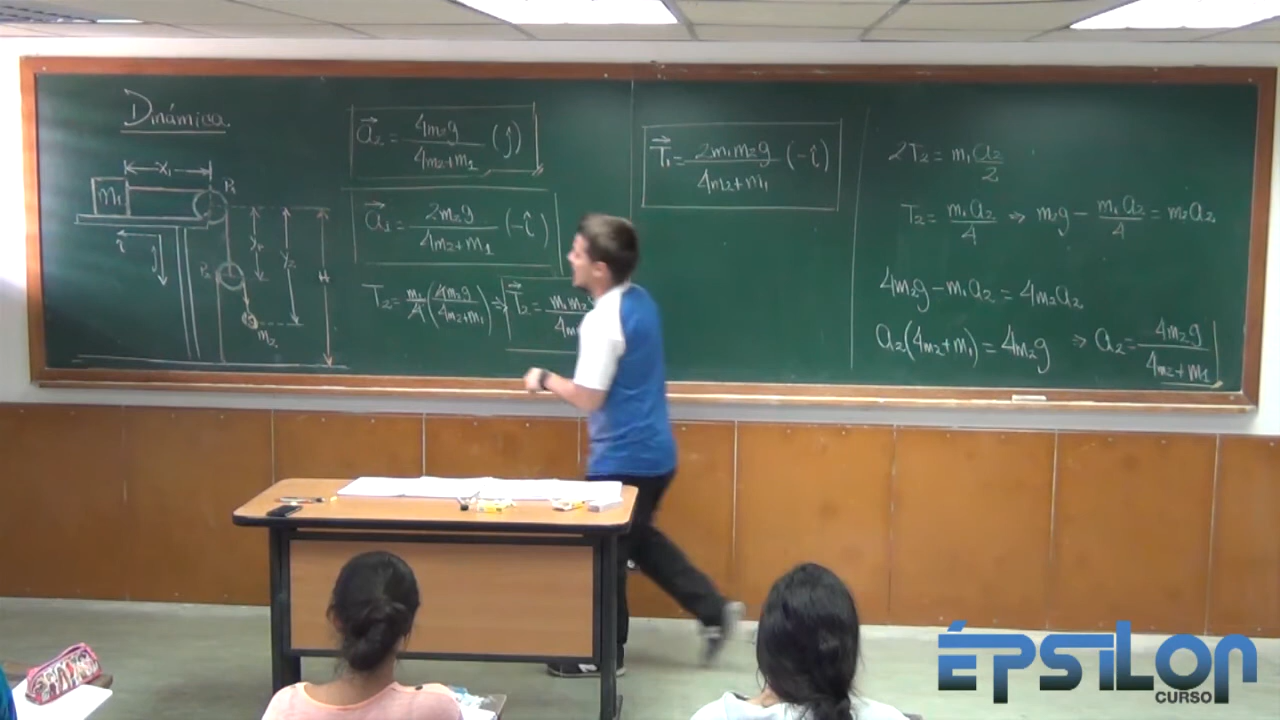 Dinámica
x₁
m₁
P₁
î
ĵ
P₂
y₂
H
m₂
a⃗₂ = 4m₂g / (4m₂+m₁) (ĵ)
a⃗₁ = 2m₂g / (4m₂+m₁) (-î)
T₂ = m₁/4 (4m₂g / (4m₂+m₁)) ⇒ T⃗₂ = m₁m₂
T⃗₁ = 2m₁m₂g / (4m₂+m₁) (-î)
2T₂ = m₁ a₂/2
T₂ = m₁a₂/4 ⇒ m₂g - m₁a₂/4 = m₂a₂
4m₂g - m₁a₂ = 4m₂a₂
a₂(4m₂+m₁) = 4m₂g ⇒ a₂ = 4m₂g / (4m₂+m₁)
ÉPSILON
CURSO